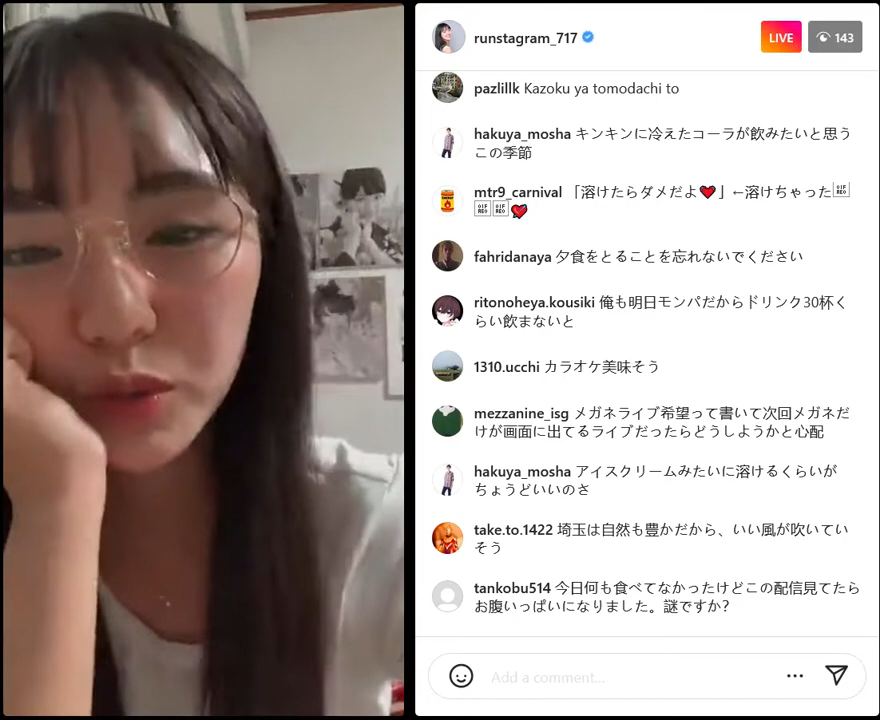 runstagram_717
LIVE
143
pazlillk Kazoku ya tomodachi to
hakuya_mosha キンキンに冷えたコーラが飲みたいと思う
この季節
mtr9_carnival 「溶けたらダメだよ❤️」←溶けちゃった
fahridanaya 夕食をとることを忘れないでください
ritonoheya.kousiki 俺も明日モンパだからドリンク30杯く
らい飲まないと
1310.ucchi カラオケ美味そう
mezzanine_isg メガネライブ希望って書いて次回メガネだ
けが画面に出てるライブだったらどうしようかと心配
hakuya_mosha アイスクリームみたいに溶けるくらいが
ちょうどいいのさ
take.to.1422 埼玉は自然も豊かだから、いい風が吹いてい
そう
tankobu514 今日何も食べてなかったけどこの配信見てたら
お腹いっぱいになりました。謎ですか？
Add a comment...